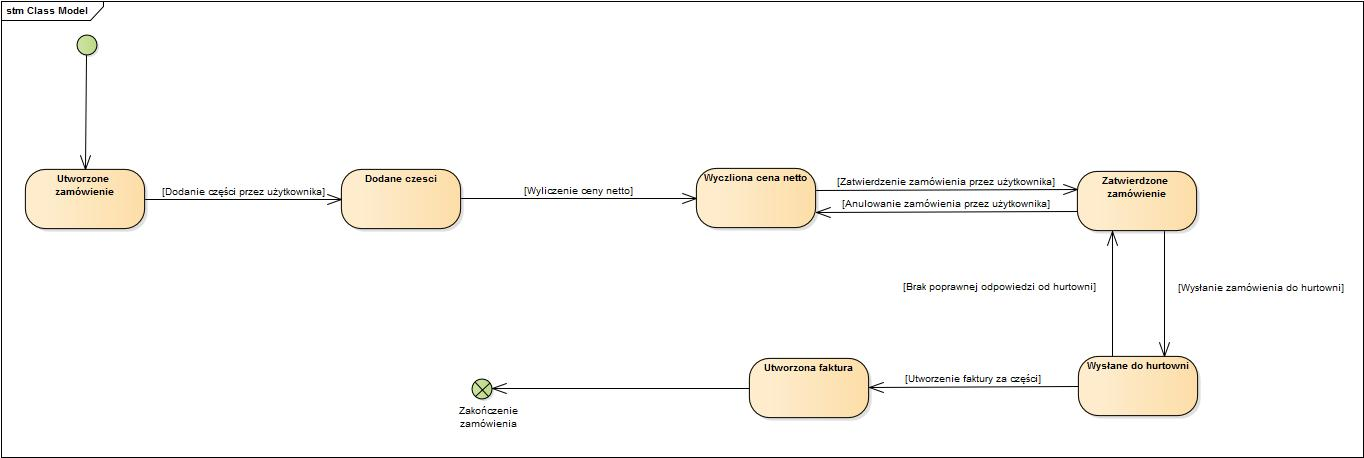 stm Class Model
Utworzone
zamówienie
[Dodanie części przez użytkownika]
Dodane czesci
[Wyliczenie ceny netto]
Wyczliona cena netto
[Zatwierdzenie zamówienia przez użytkownika]
[Anulowanie zamówienia przez użytkownika]
Zatwierdzone
zamówienie
[Brak poprawnej odpowiedzi od hurtowni]
[Wysłanie zamówienia do hurtowni]
Wysłane do hurtowni
[Utworzenie faktury za części]
Utworzona faktura
Zakończenie
zamówienia